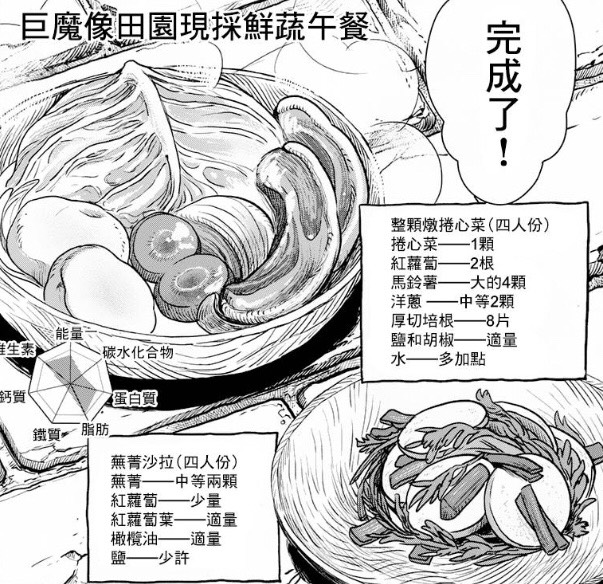 巨魔像田園現採鮮蔬午餐
完成了！
整顆燉捲心菜（四人份）
捲心菜——1顆
紅蘿蔔——2根
馬鈴薯——大的4顆
洋蔥——中等2顆
厚切培根——8片
鹽和胡椒——適量
水——多加點
能量
碳水化合物
蛋白質
脂肪
鐵質
鈣質
維生素
蕪菁沙拉（四人份）
蕪菁——中等兩顆
紅蘿蔔——少量
紅蘿蔔葉——適量
橄欖油——適量
鹽——少許